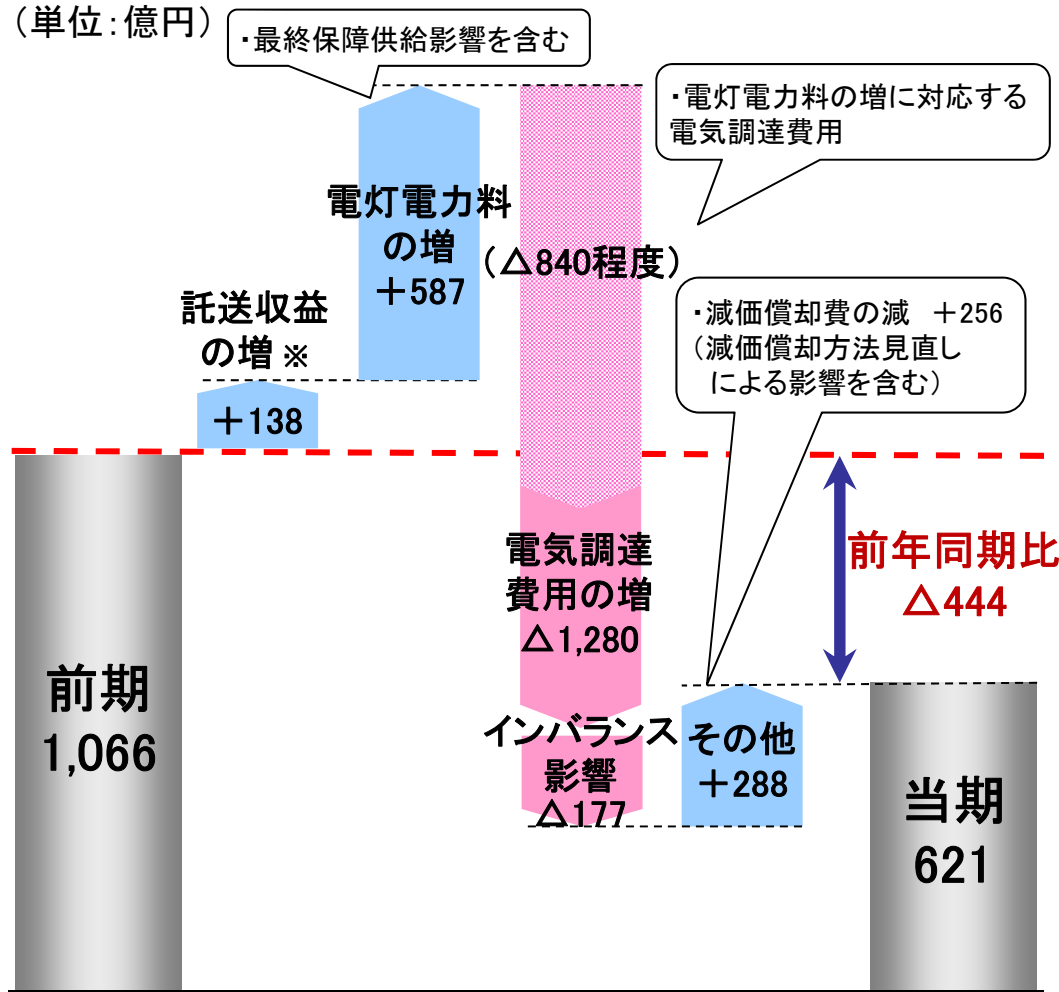 （単位：億円）
・最終保障供給影響を含む
・電灯電力料の増に対応する
電気調達費用
電灯電力料
の増
＋587
（△840程度）
託送収益
の増 ※
＋138
・減価償却費の減　＋256
（減価償却方法見直し
による影響を含む）
電気調達
費用の増
△1,280
前年同期比
△444
前期
1,066
インバランス
影響
△177
その他
＋288
当期
621